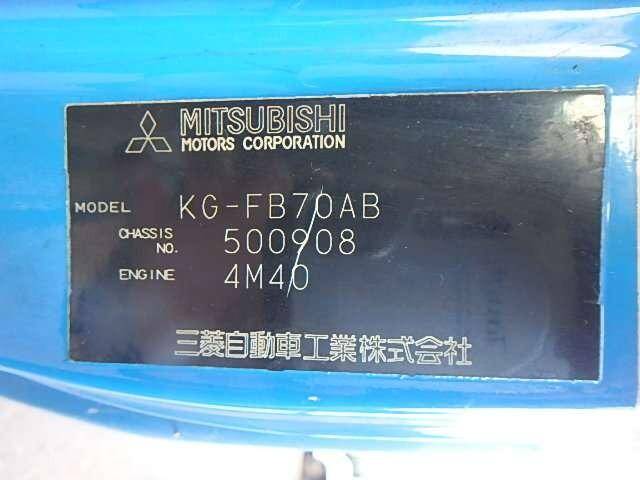 MITSUBISHI
MOTORS CORPORATION
MODEL KG-FB70AB
CHASSIS NO. 500908
ENGINE 4M40
三菱自動車工業株式会社